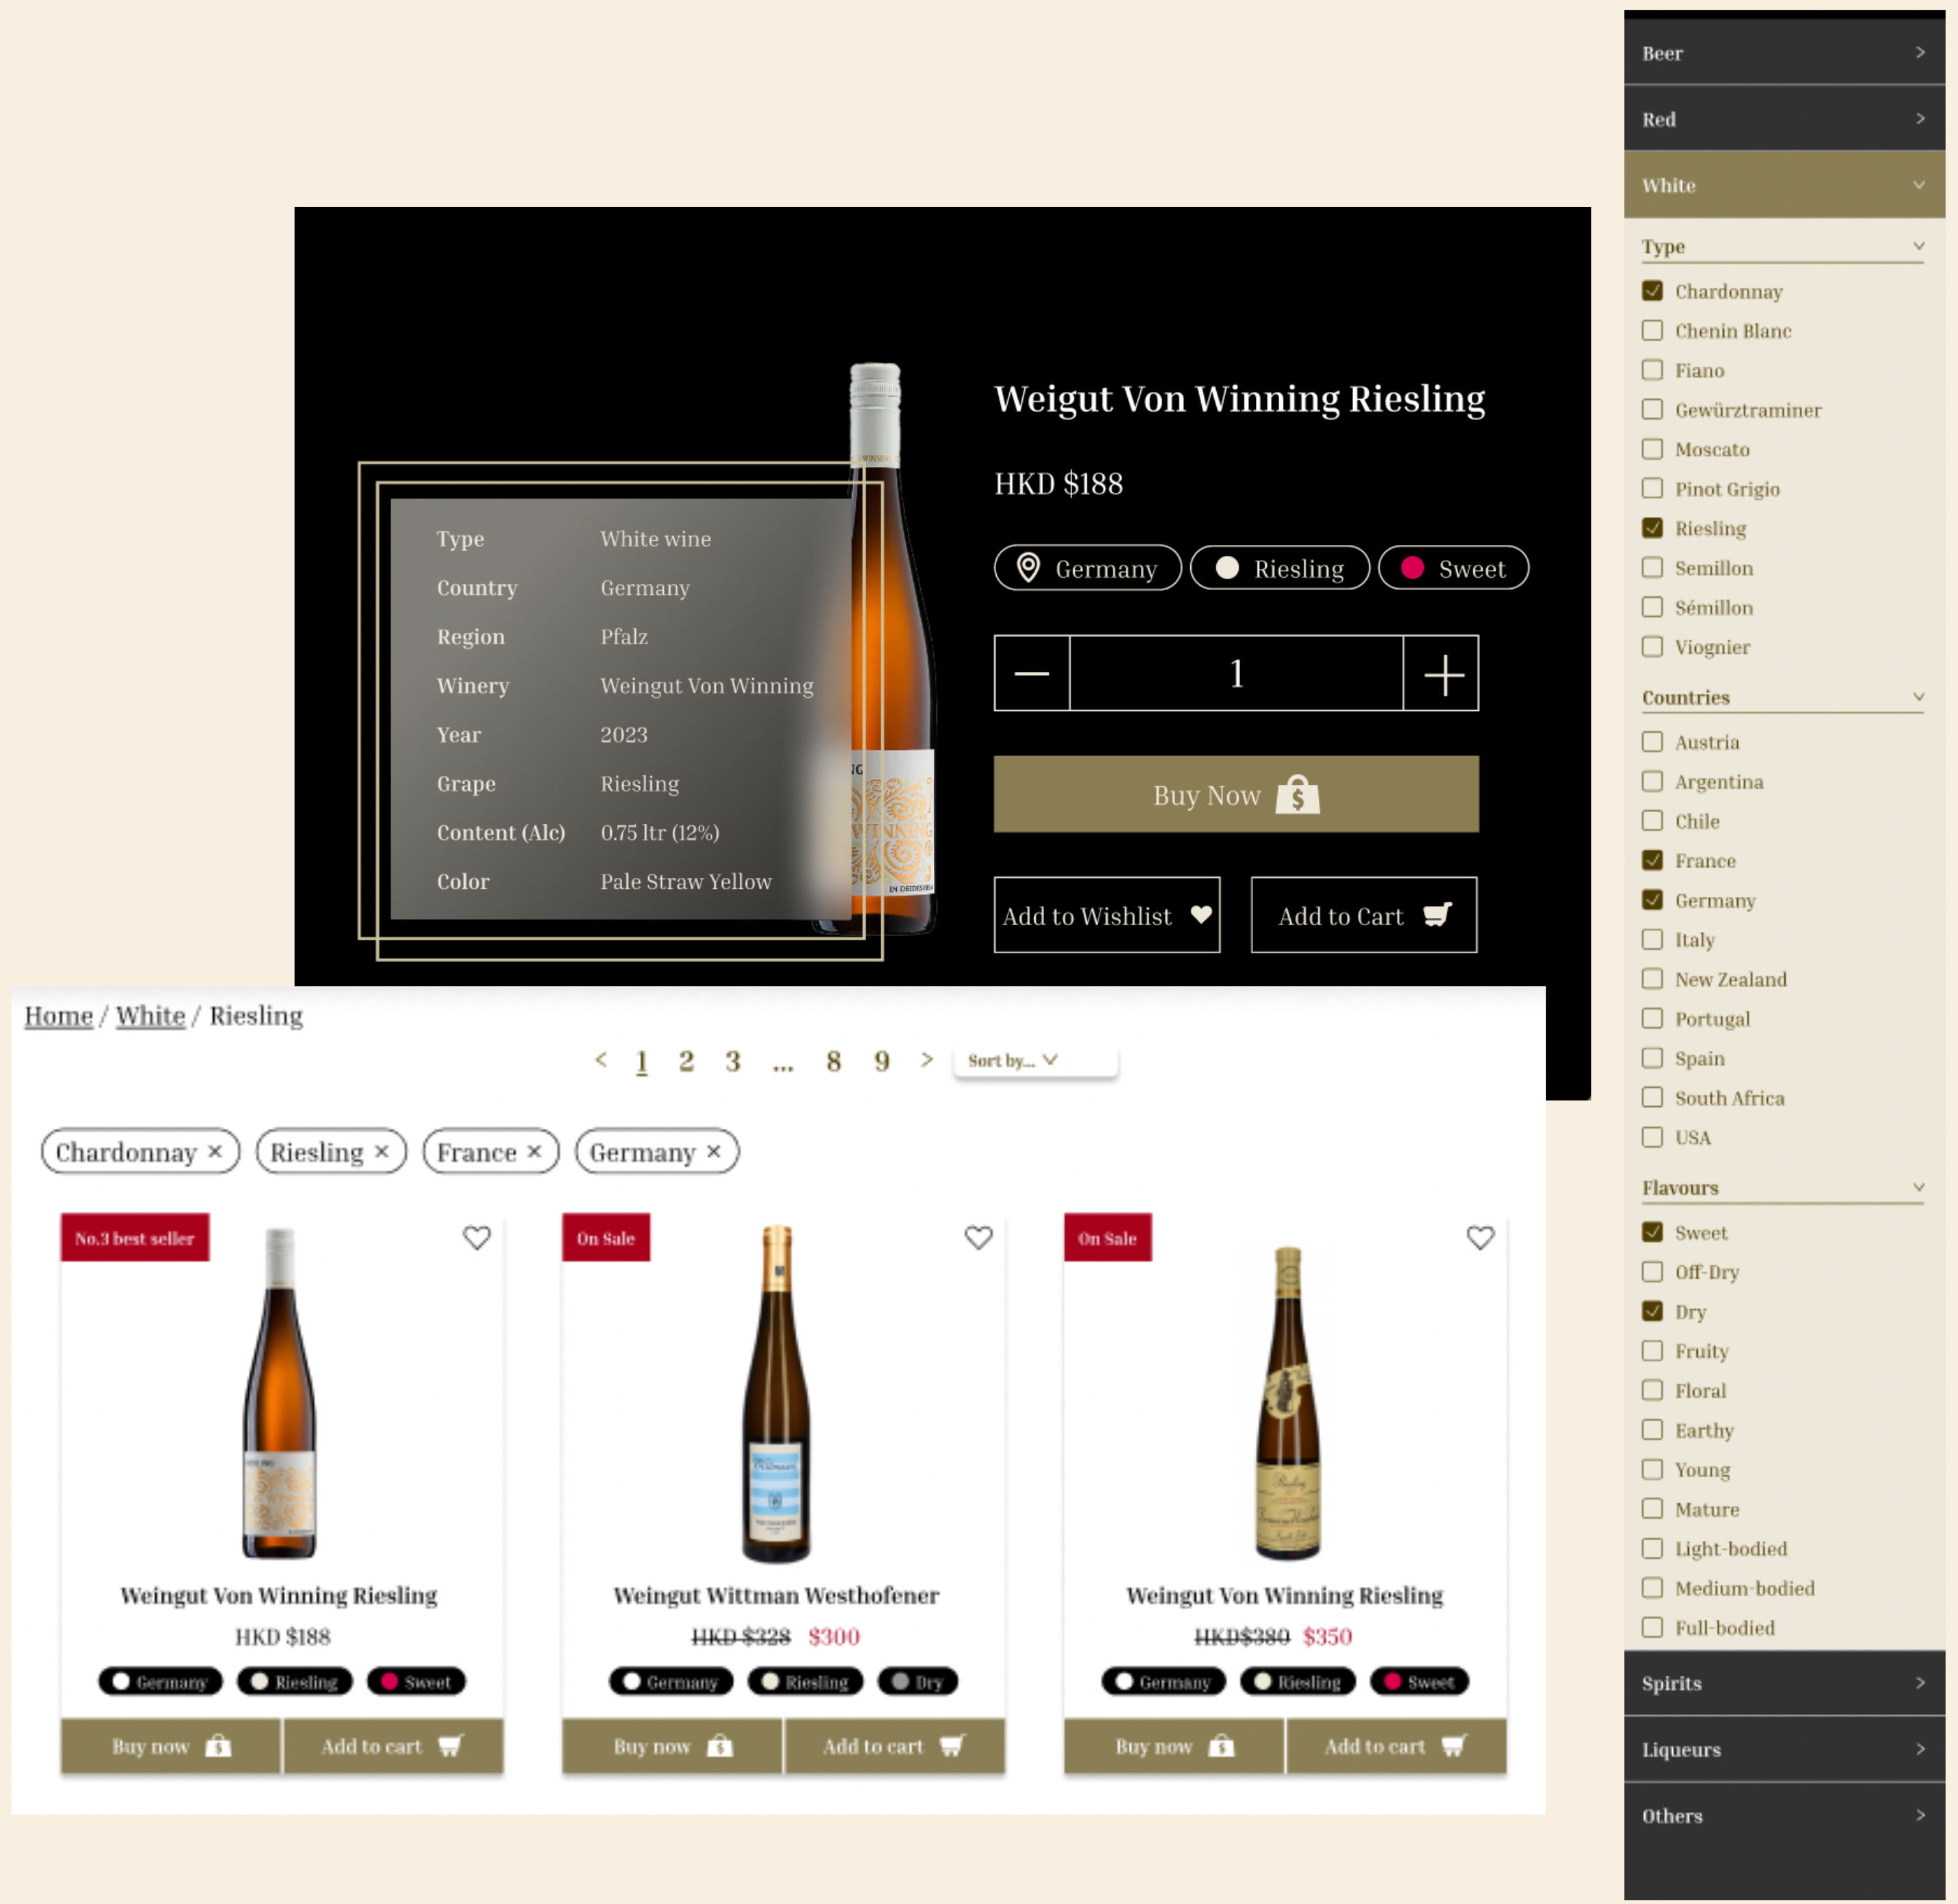 Weigut Von Winning Riesling
HKD $188
Germany
Riesling
Sweet
1
Buy Now
Add to Wishlist
Add to Cart
Type White wine
Country Germany
Region Pfalz
Winery Weingut Von Winning
Year 2023
Grape Riesling
Content (Alc) 0.75 ltr (12%)
Color Pale Straw Yellow
WINNING
WINNING
Home / White / Riesling
< 1 2 3 ... 8 9 >
Sort by...
Chardonnay ×
Riesling ×
France ×
Germany ×
No.3 best seller
Weingut Von Winning Riesling
HKD $188
Germany Riesling Sweet
Buy now Add to cart
On Sale
Weingut Wittman Westhofener
HKD $328 $300
Germany Riesling Dry
Buy now Add to cart
On Sale
Riesling
Weingut Von Winning Riesling
HKD$380 $350
Germany Riesling Sweet
Buy now Add to cart
Beer >
Red >
White
Type
Chardonnay
Chenin Blanc
Fiano
Gewürztraminer
Moscato
Pinot Grigio
Riesling
Semillon
Sémillon
Viognier
Countries
Austria
Argentina
Chile
France
Germany
Italy
New Zealand
Portugal
Spain
South Africa
USA
Flavours
Sweet
Off-Dry
Dry
Fruity
Floral
Earthy
Young
Mature
Light-bodied
Medium-bodied
Full-bodied
Spirits >
Liqueurs >
Others >